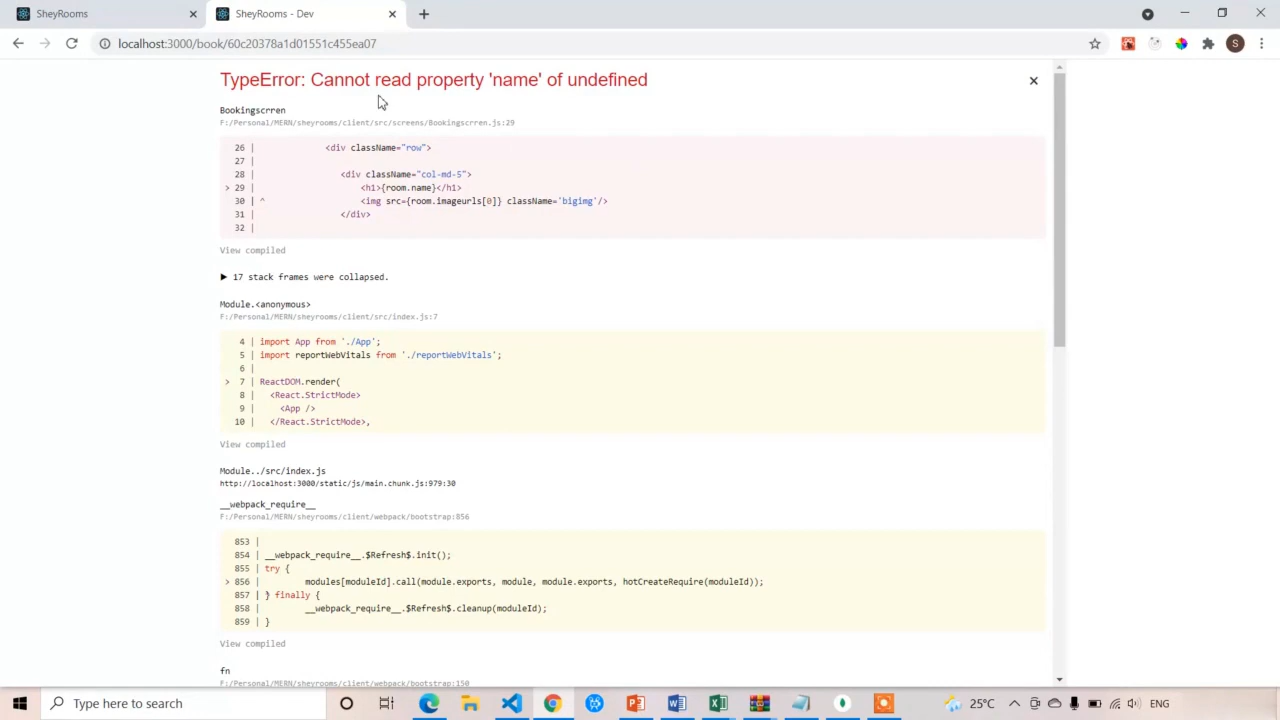 SheyRooms
SheyRooms - Dev
localhost:3000/book/60c20378a1d01551c455ea07
S
TypeError: Cannot read property 'name' of undefined
Bookingscrren
F:/Personal/MERN/sheyrooms/client/src/screens/Bookingscrren.js:29
26 | <div className="row">
27 |
28 | <div className="col-md-5">
> 29 | <h1>{room.name}</h1>
30 | ^ <img src={room.imageurls[0]} className='bigimg'/>
31 | </div>
32 |
View compiled
▶ 17 stack frames were collapsed.
Module.<anonymous>
F:/Personal/MERN/sheyrooms/client/src/index.js:7
4 | import App from './App';
5 | import reportWebVitals from './reportWebVitals';
6 |
> 7 | ReactDOM.render(
8 | <React.StrictMode>
9 | <App />
10 | </React.StrictMode>,
View compiled
Module../src/index.js
http://localhost:3000/static/js/main.chunk.js:979:30
__webpack_require__
F:/Personal/MERN/sheyrooms/client/webpack/bootstrap:856
853 |
854 | __webpack_require__.$Refresh$.init();
855 | try {
> 856 | modules[moduleId].call(module.exports, module, module.exports, hotCreateRequire(moduleId));
857 | } finally {
858 | __webpack_require__.$Refresh$.cleanup(moduleId);
859 | }
View compiled
fn
F:/Personal/MERN/sheyrooms/client/webpack/bootstrap:150
Type here to search
25°C
ENG